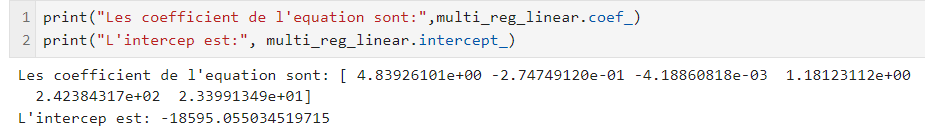 1 print("Les coefficient de l'equation sont:",multi_reg_linear.coef_)
2 print("L'intercep est:", multi_reg_linear.intercept_)
Les coefficient de l'equation sont: [ 4.83926101e+00 -2.74749120e-01 -4.18860818e-03  1.18123112e+00
  2.42384317e+02  2.33991349e+01]
L'intercep est: -18595.055034519715